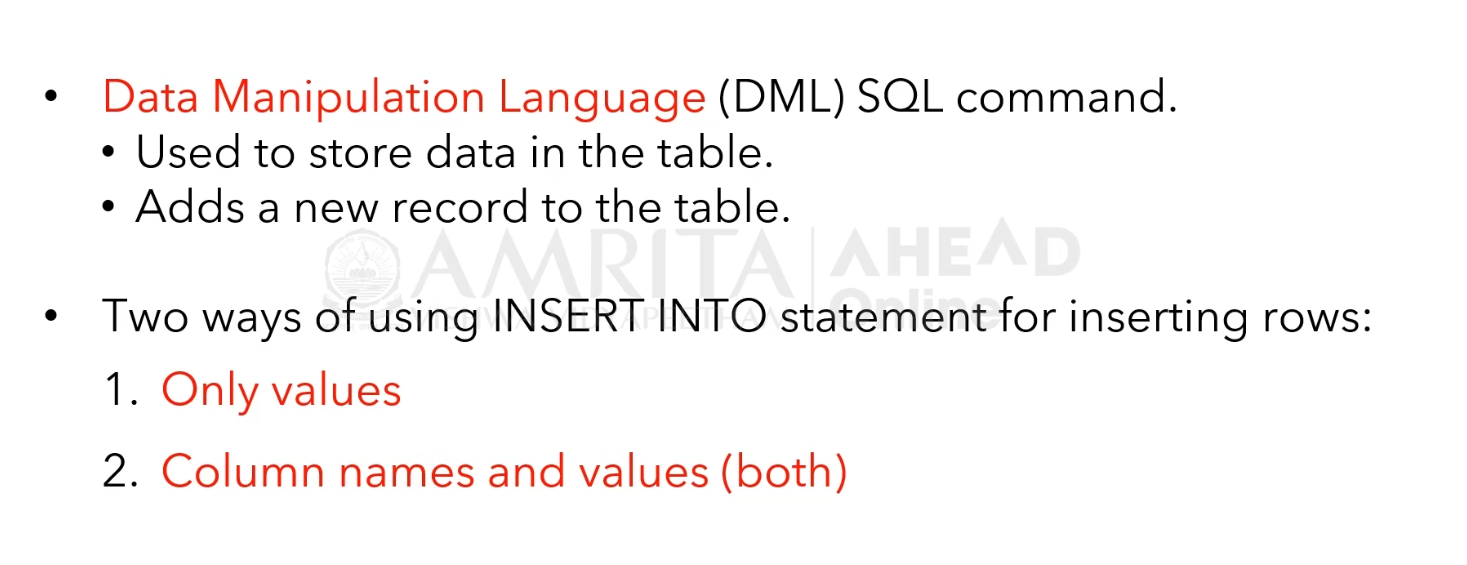 • Data Manipulation Language (DML) SQL command.
• Used to store data in the table.
• Adds a new record to the table.
AMRITA AHEAD
Online
• Two ways of using INSERT INTO statement for inserting rows:
1. Only values
2. Column names and values (both)